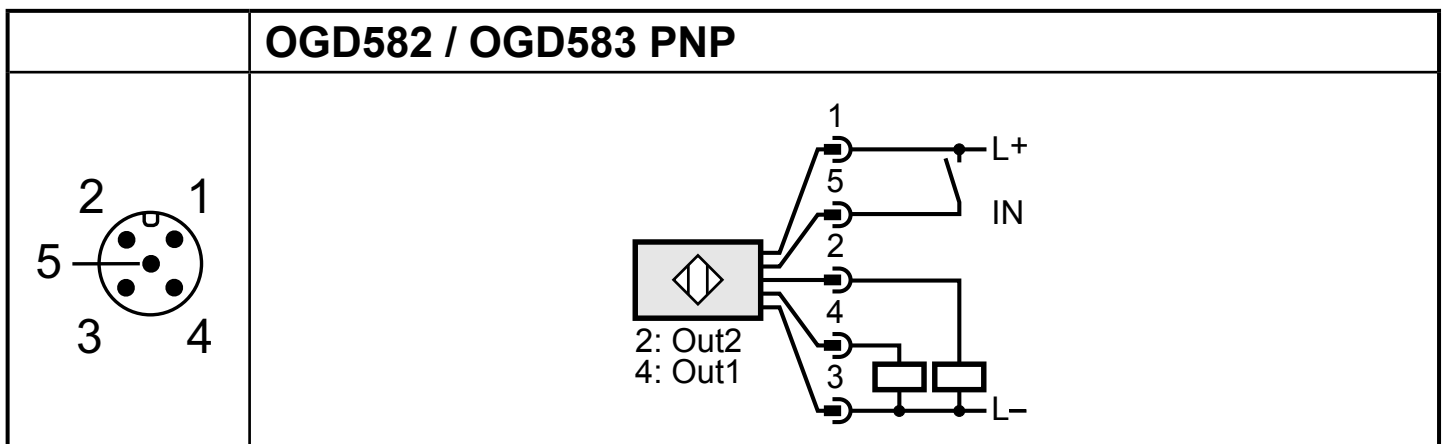 OGD582 / OGD583 PNP
2 1
5
3 4
1
L+
5
IN
2
4
2: Out2
4: Out1
3
L–